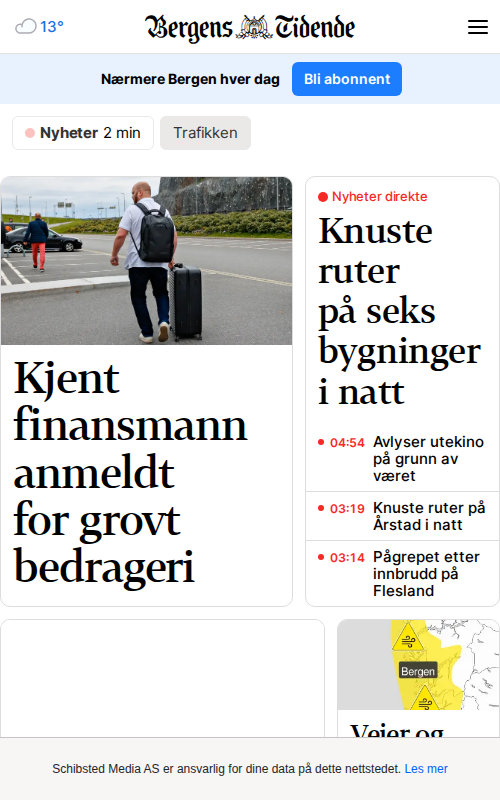 13°
Bergens Tidende
Nærmere Bergen hver dag
Bli abonnent
Nyheter 2 min
Trafikken
Kjent
finansmann
anmeldt
for grovt
bedrageri
Nyheter direkte
Knuste
ruter
på seks
bygninger
i natt
04:54 Avlyser utekino
på grunn av
været
03:19 Knuste ruter på
Årstad i natt
03:14 Pågrepet etter
innbrudd på
Flesland
Bergen
Veier og
Schibsted Media AS er ansvarlig for dine data på dette nettstedet. Les mer